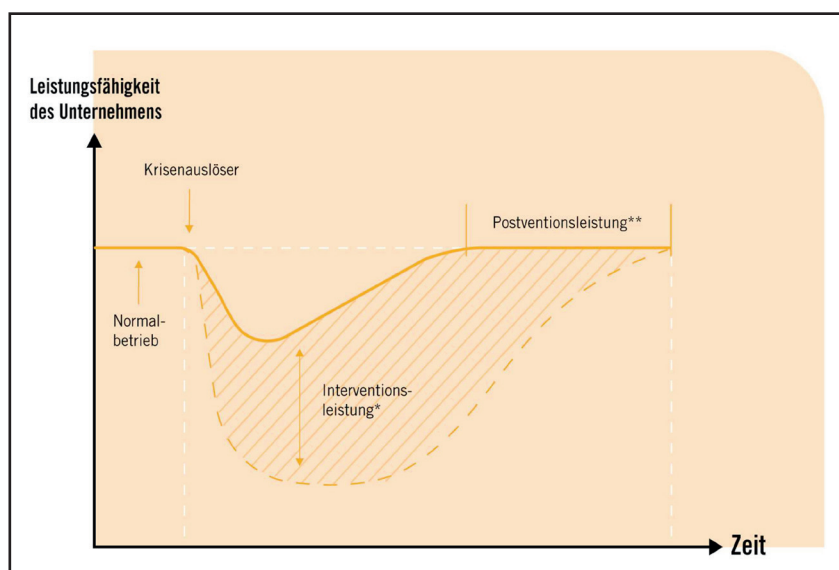 Leistungsfähigkeit
des Unternehmens
Krisenauslöser
Postventionsleistung**
Normal-
betrieb
Interventions-
leistung*
Zeit